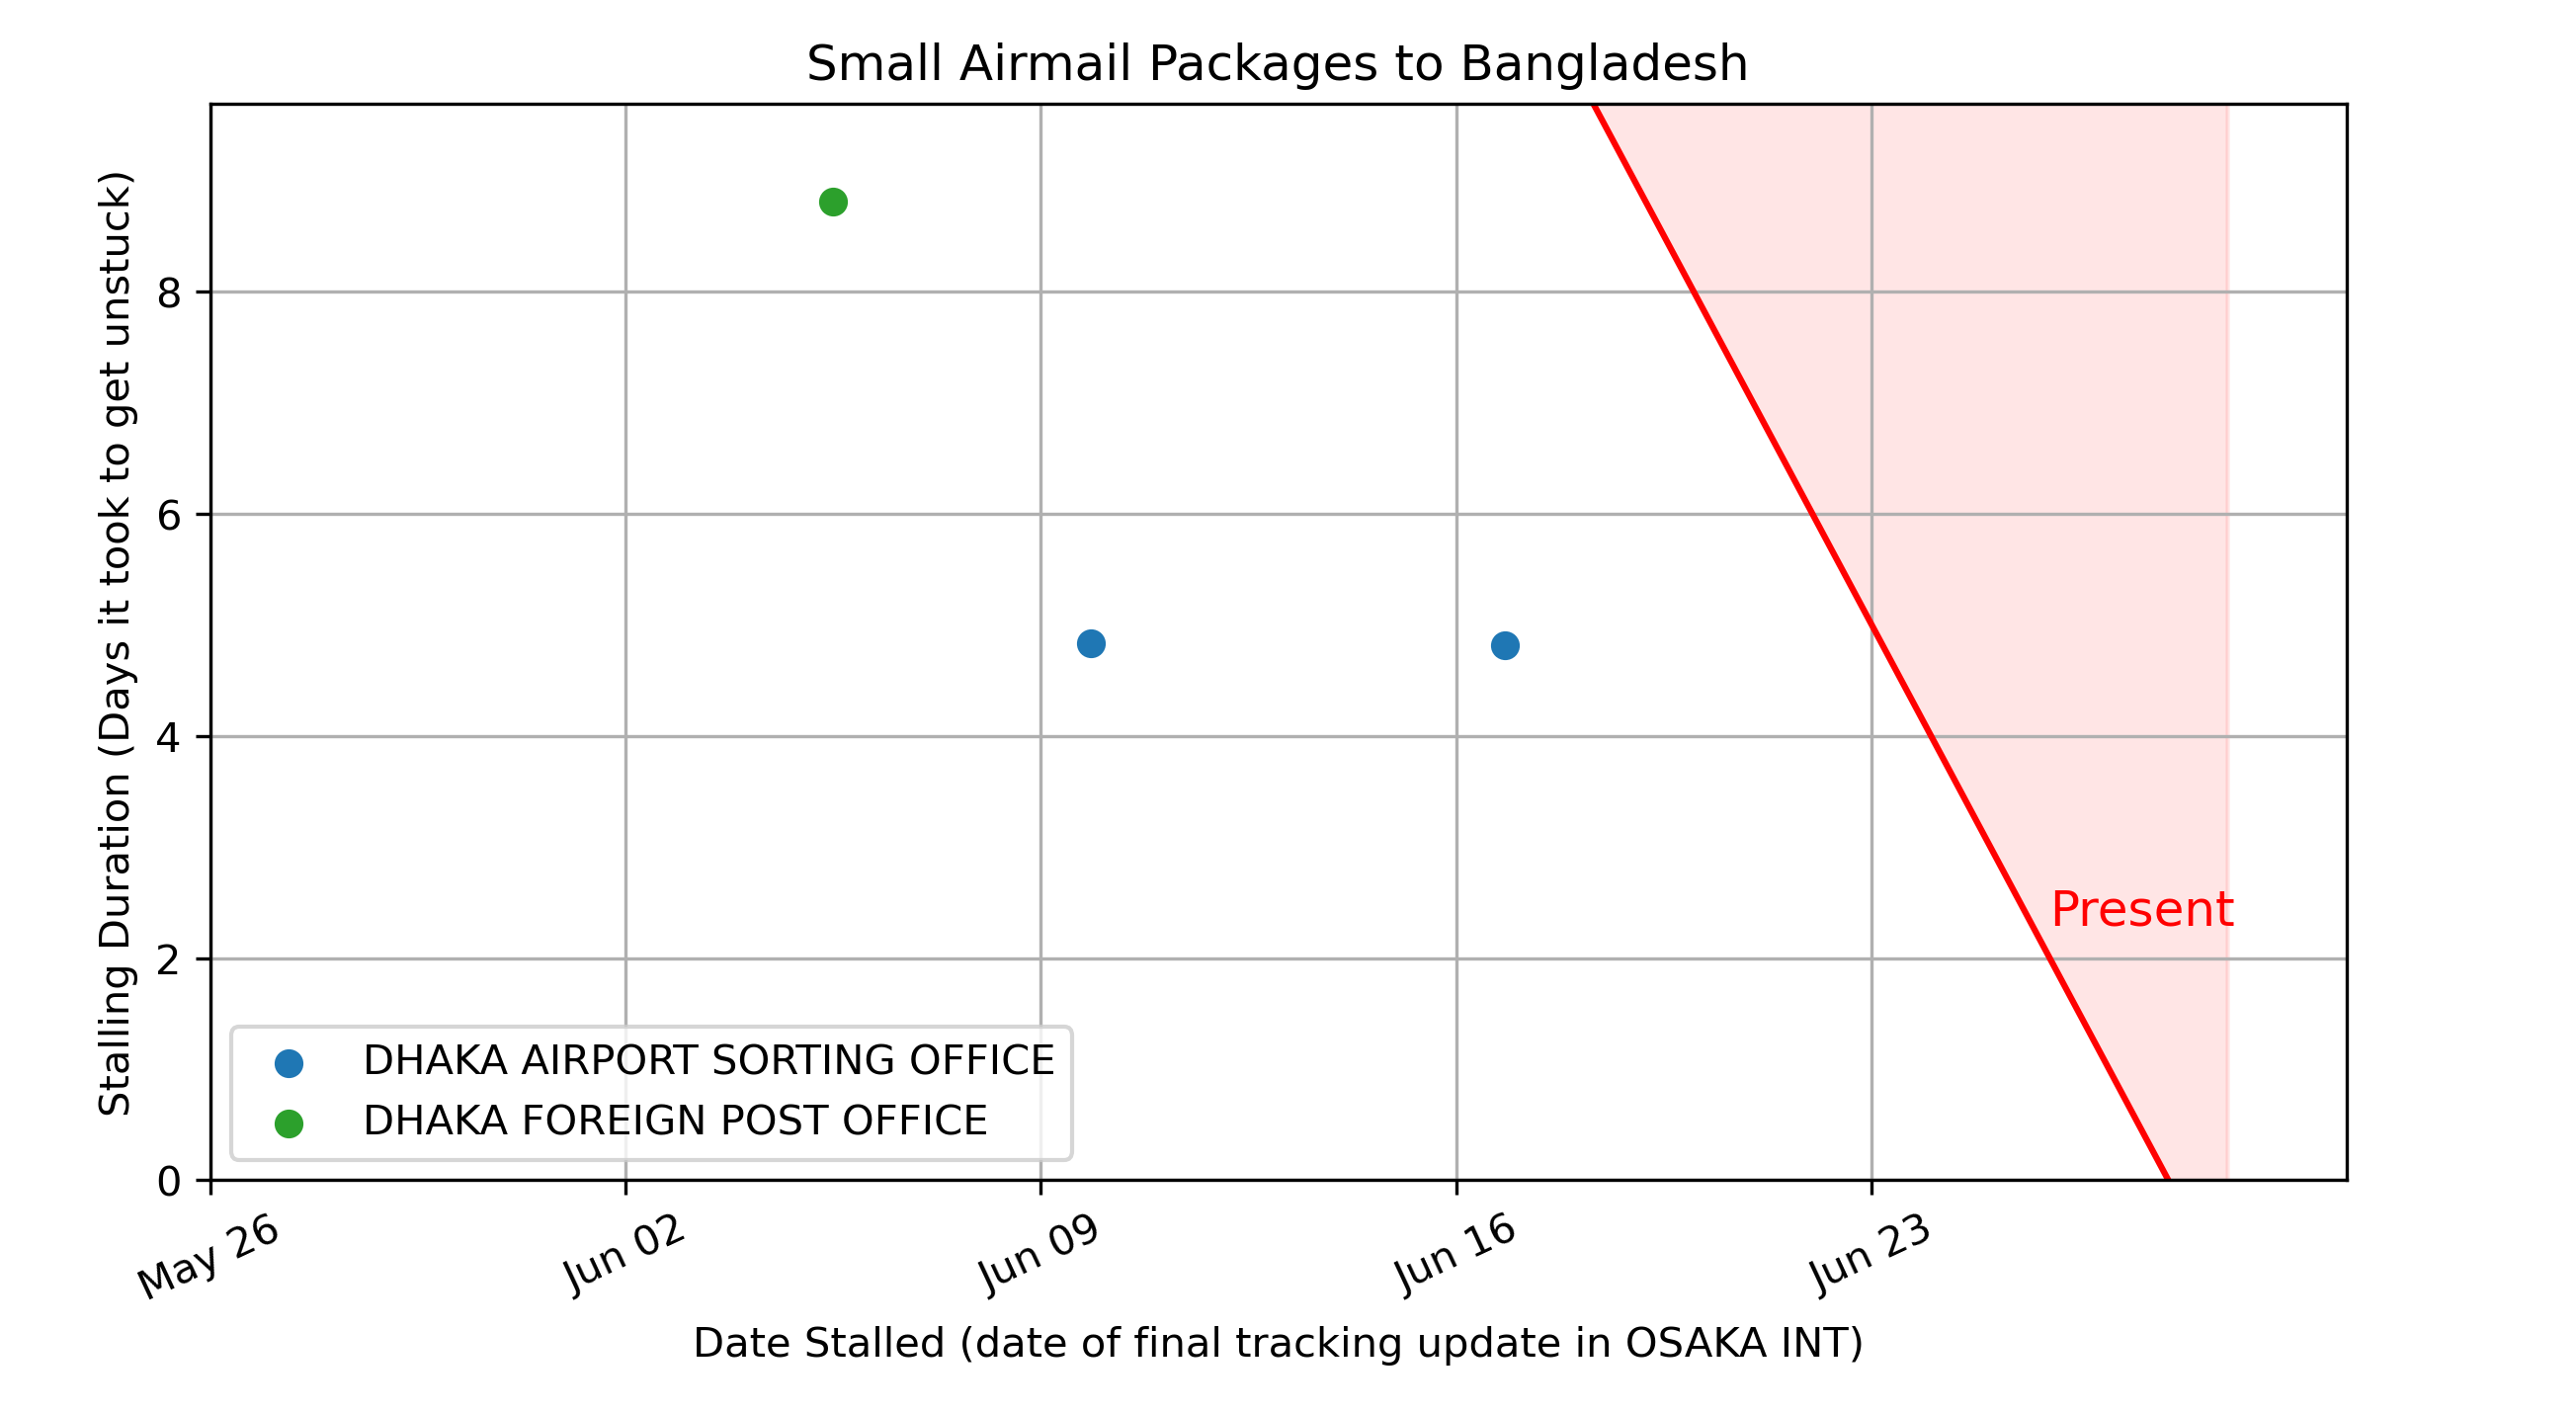 Small Airmail Packages to Bangladesh
Stalling Duration (Days it took to get unstuck)
8
6
4
2
0
Present
DHAKA AIRPORT SORTING OFFICE
DHAKA FOREIGN POST OFFICE
May 26
Jun 02
Jun 09
Jun 16
Jun 23
Date Stalled (date of final tracking update in OSAKA INT)